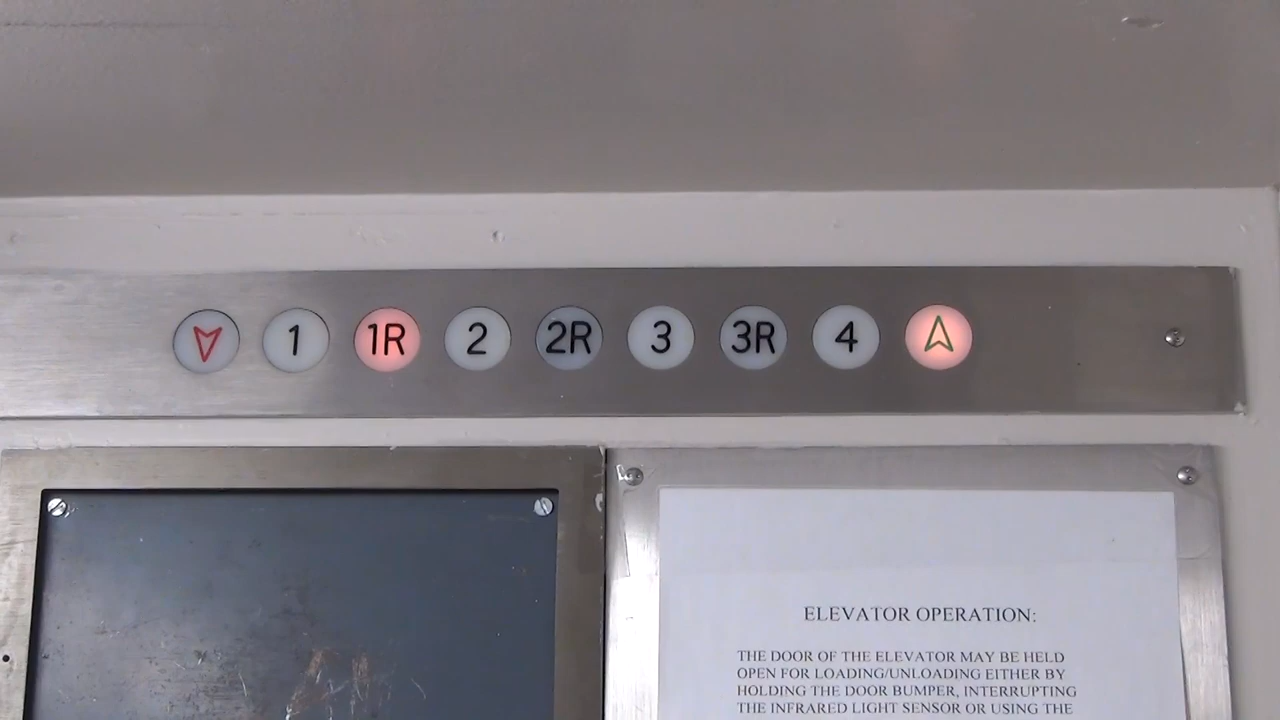 1 1R 2 2R 3 3R 4
ELEVATOR OPERATION:
THE DOOR OF THE ELEVATOR MAY BE HELD
OPEN FOR LOADING/UNLOADING EITHER BY
HOLDING THE DOOR BUMPER, INTERRUPTING
THE INFRARED LIGHT SENSOR OR USING THE